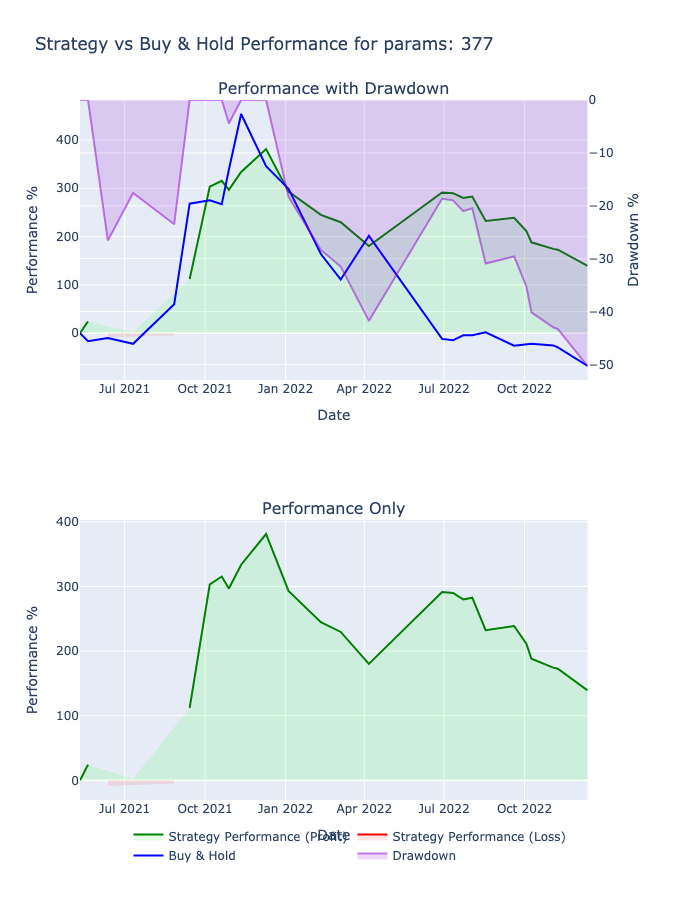 Strategy vs Buy & Hold Performance for params: 377
Performance with Drawdown
400
300
200
100
0
Performance %
0
−10
−20
−30
−40
−50
Drawdown %
Jul 2021 Oct 2021 Jan 2022 Apr 2022 Jul 2022 Oct 2022
Date
Performance Only
400
300
200
100
0
Performance %
Jul 2021 Oct 2021 Jan 2022 Apr 2022 Jul 2022 Oct 2022
Date
Strategy Performance (Profit) Strategy Performance (Loss)
Buy & Hold Drawdown